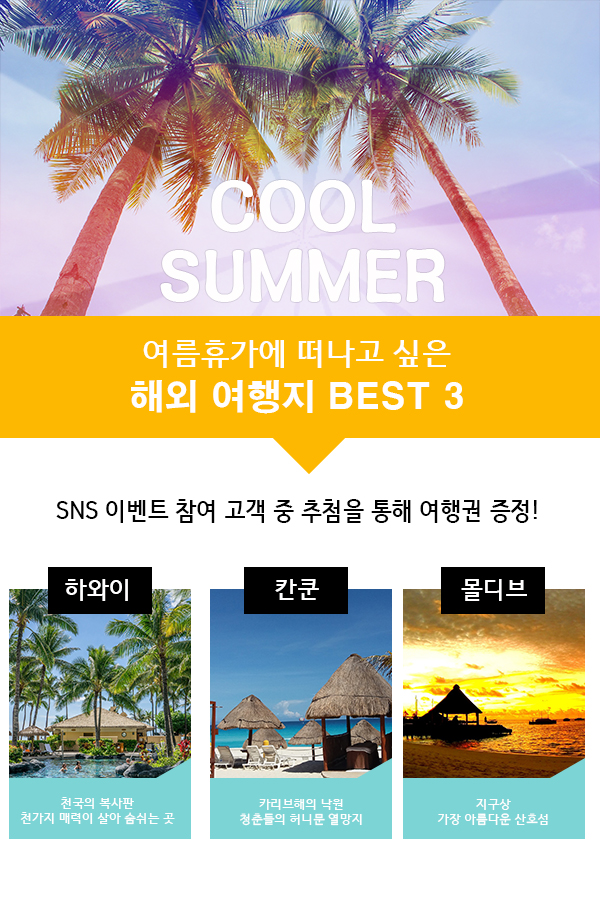 COOL
SUMMER
여름휴가에 떠나고 싶은
해외 여행지 BEST 3
SNS 이벤트 참여 고객 중 추첨을 통해 여행권 증정!
하와이
천국의 복사판
천가지 매력이 살아 숨쉬는 곳
칸쿤
카리브해의 낙원
청춘들의 허니문 열망지
몰디브
지구상
가장 아름다운 산호섬